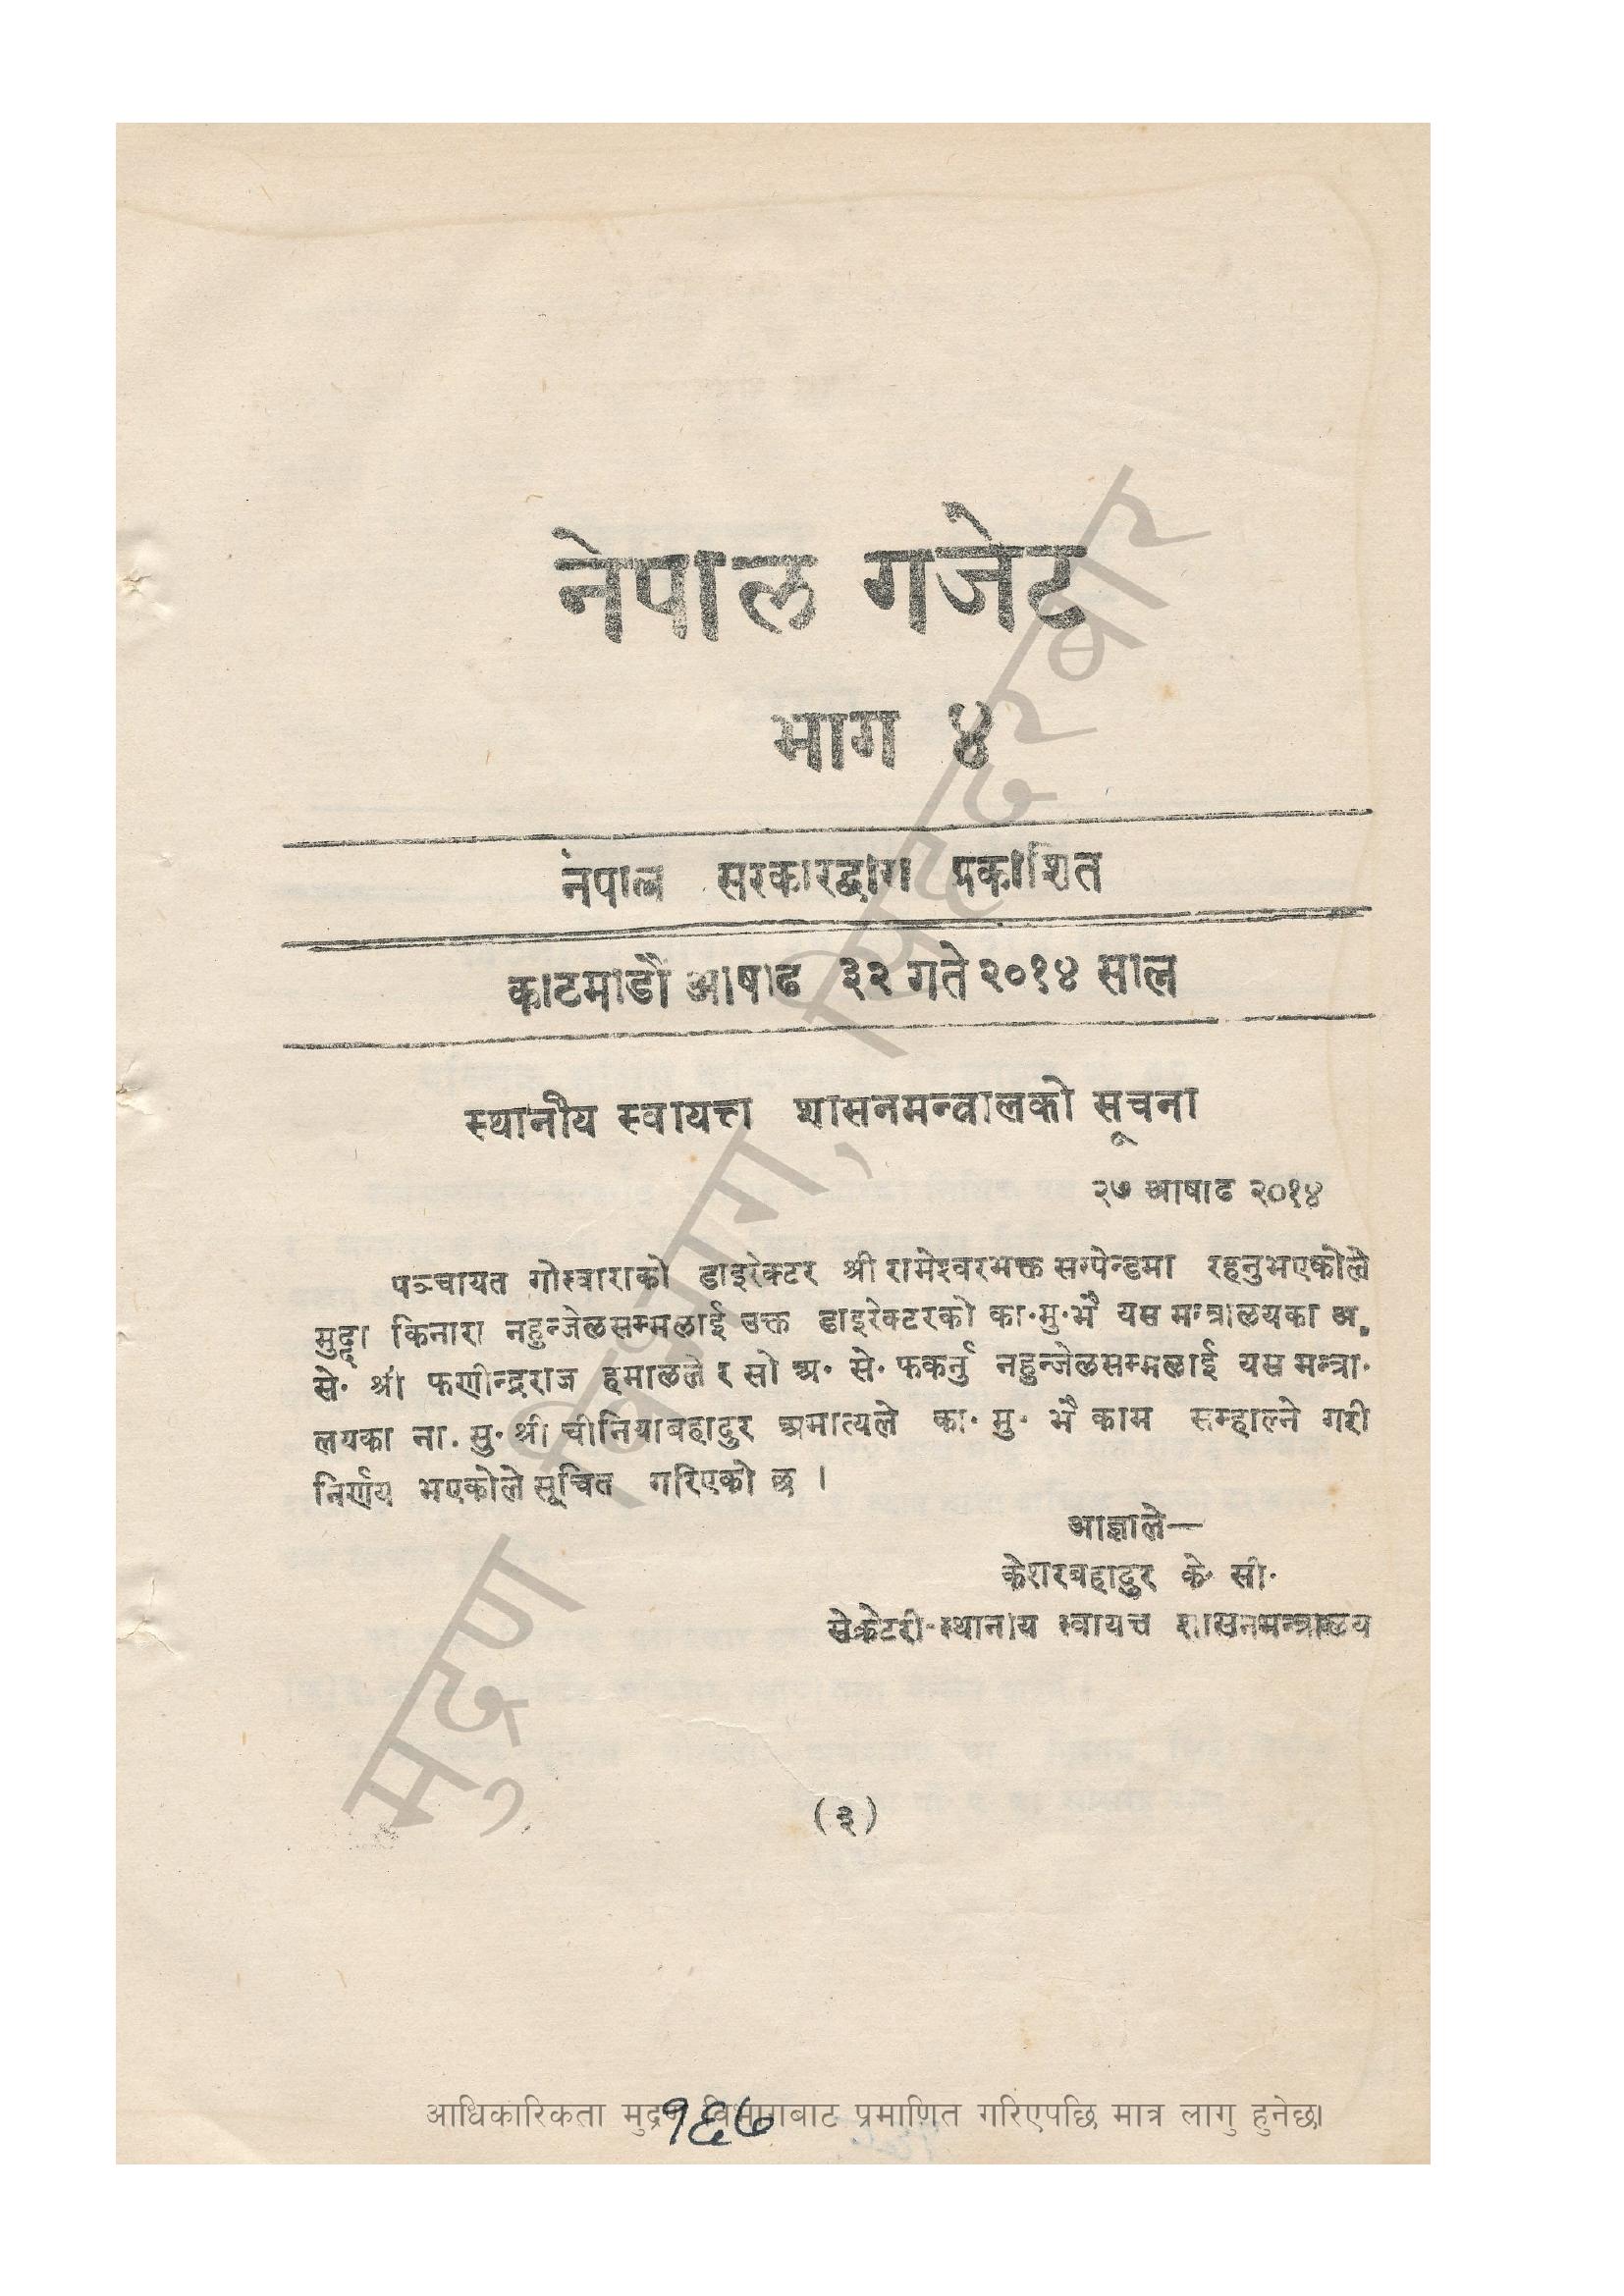 नेपाल गजेट
भाग ४
नेपाल सरकारद्वारा प्रकाशित
काठमाडौं आषाढ ३२ गते २०१४ साल
स्थानीय स्वायत्त शासनमन्त्रालको सूचना
२७ आषाढ २०१४
पञ्चायत गोस्वाराको डाइरेक्टर श्री रामेश्वरभक्त सस्पेन्डमा रहनुभएकोले
मुद्दा किनारा नहुन्जेलसम्मलाई उक्त डाइरेक्टरको का·मु·भै यस मन्त्रालयका अ.
से· श्री फणीन्द्रराज हमालले र सो अ· से· फकर्नु नहुन्जेलसम्मलाई यस मन्त्रा·
लयका ना. सु· श्री चीनियाबहादुर अमात्यले का· मु· भै काम सम्हाल्ने गरी
निर्णय भएकोले सूचित गरिएको छ ।
आज्ञाले—
केशरबहादुर के· सी·
सेक्रेटरी-स्थानीय स्वायत्त शासनमन्त्रालय
(३)
मुद्रण विभाग, सिंहदरबार
आधिकारिकता मुद्रण विभागबाट प्रमाणित गरिएपछि मात्र लागु हुनेछ।
१६७